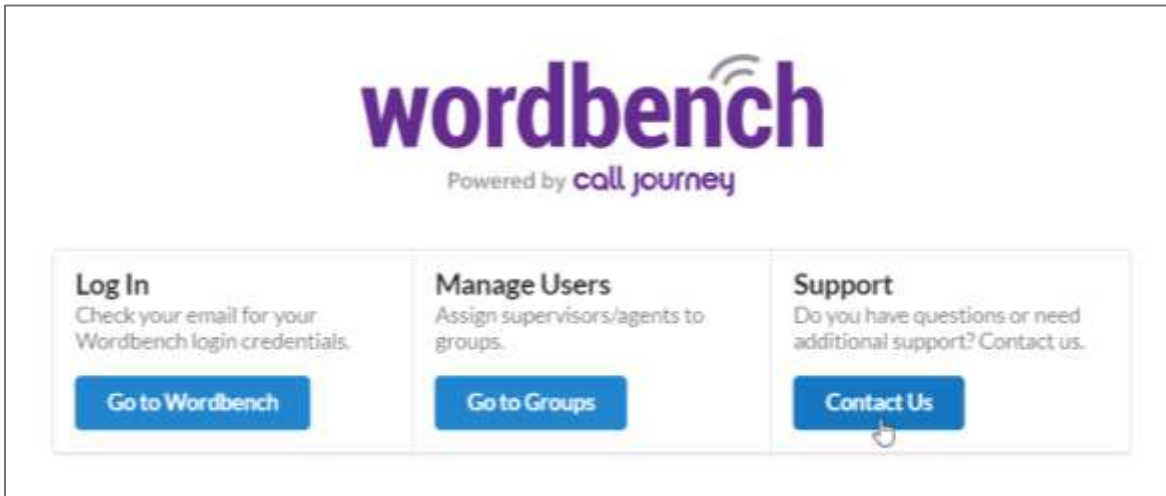 wordbench
Powered by call journey
Log In
Check your email for your
Wordbench login credentials.
Go to Wordbench
Manage Users
Assign supervisors/agents to
groups.
Go to Groups
Support
Do you have questions or need
additional support? Contact us.
Contact Us